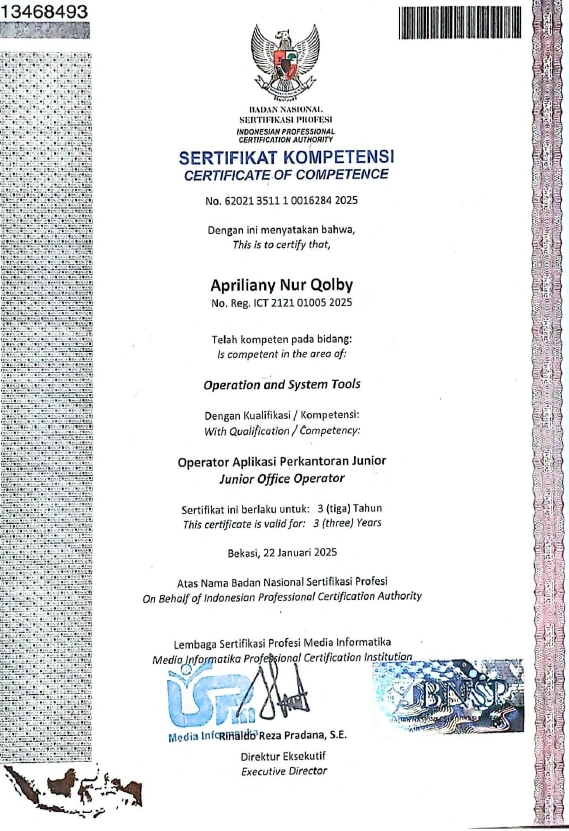 13468493
BADAN NASIONAL
SERTIFIKASI PROFESI
INDONESIAN PROFESSIONAL
CERTIFICATION AUTHORITY
SERTIFIKAT KOMPETENSI
CERTIFICATE OF COMPETENCE
No. 62021 3511 1 0016284 2025
Dengan ini menyatakan bahwa,
This is to certify that,
Apriliany Nur Qolby
No. Reg. ICT 2121 01005 2025
Telah kompeten pada bidang:
Is competent in the area of:
Operation and System Tools
Dengan Kualifikasi / Kompetensi:
With Qualification / Competency:
Operator Aplikasi Perkantoran Junior
Junior Office Operator
Sertifikat ini berlaku untuk: 3 (tiga) Tahun
This certificate is valid for: 3 (three) Years
Bekasi, 22 Januari 2025
Atas Nama Badan Nasional Sertifikasi Profesi
On Behalf of Indonesian Professional Certification Authority
Lembaga Sertifikasi Profesi Media Informatika
Media Informatika Professional Certification Institution
BNSP
Media Informatika
Rinaldo Reza Pradana, S.E.
Direktur Eksekutif
Executive Director